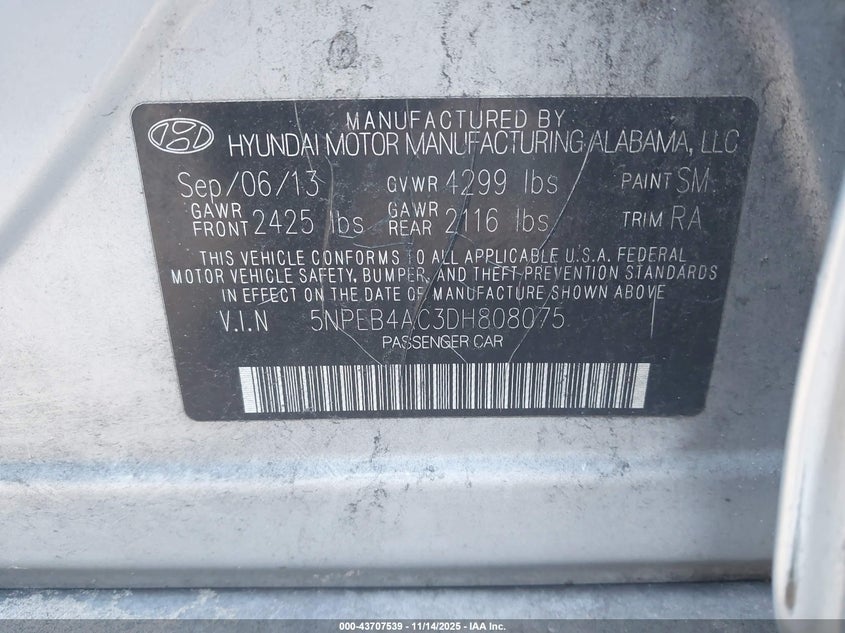 MANUFACTURED BY
HYUNDAI MOTOR MANUFACTURING ALABAMA, LLC
Sep/06/13 GVWR 4299 lbs PAINT SM
GAWR FRONT 2425 lbs GAWR REAR 2116 lbs TRIM RA
THIS VEHICLE CONFORMS TO ALL APPLICABLE U.S.A. FEDERAL
MOTOR VEHICLE SAFETY, BUMPER, AND THEFT PREVENTION STANDARDS
IN EFFECT ON THE DATE OF MANUFACTURE SHOWN ABOVE
V.I.N 5NPEB4AC3DH808075
PASSENGER CAR
000-43707539 | 11/14/2025 | IAA Inc.